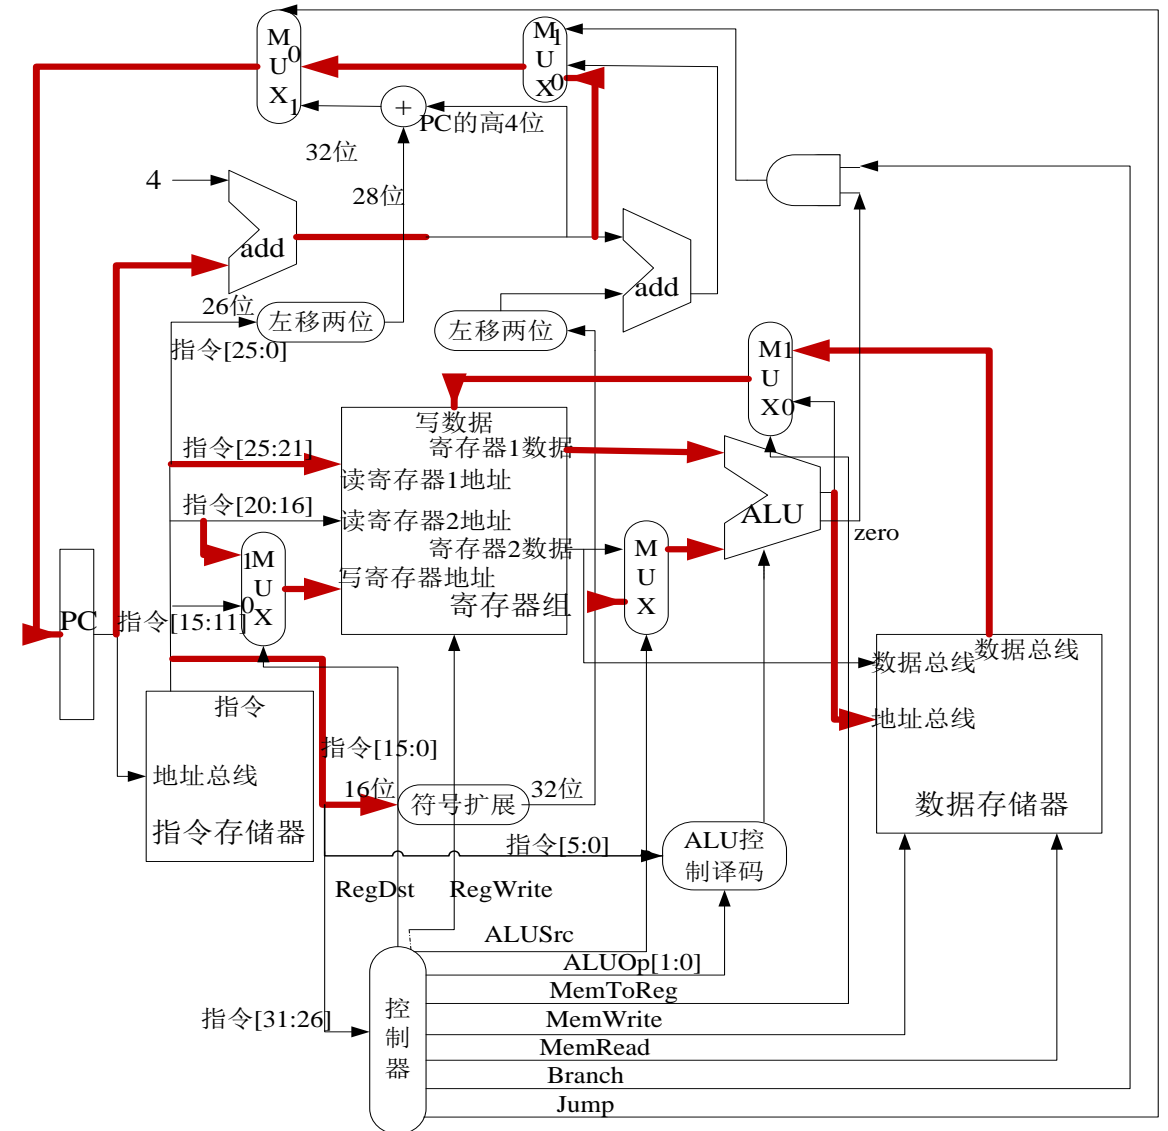 M
U
X
0
1
M
U
X
1
0
+
PC的高4位
32位
4
28位
add
add
26位
左移两位
左移两位
指令[25:0]
M
U
X
1
0
写数据
指令[25:21]
寄存器1数据
读寄存器1地址
指令[20:16]
读寄存器2地址
ALU
zero
寄存器2数据
1
0
M
U
X
写寄存器地址
寄存器组
M
U
X
PC
指令[15:11]
数据总线
数据总线
指令
地址总线
指令[15:0]
地址总线
16位
符号扩展
32位
数据存储器
指令存储器
指令[5:0]
ALU控
制译码
RegDst
RegWrite
ALUSrc
ALUOp[1:0]
MemToReg
指令[31:26]
控
制
器
MemWrite
MemRead
Branch
Jump